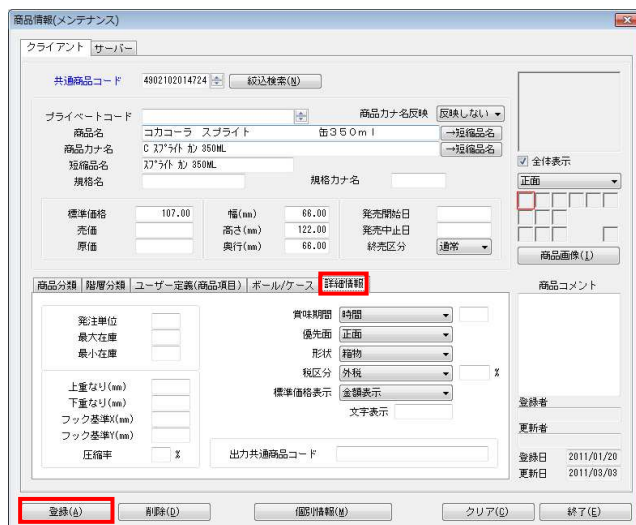 商品情報(メンテナンス)
クライアント サーバー
共通商品コード 4902102014724 絞込検索(N)
プライベートコード 商品カナ名反映 反映しない
商品名 コカコーラ スプライト 缶350ml →短縮品名
商品カナ名 C ｽﾌﾟﾗｲﾄ ｶﾝ 350ML →短縮品名
短縮品名 ｽﾌﾟﾗｲﾄ ｶﾝ 350ML
規格名 規格カナ名
全体表示
正面
標準価格 107.00 幅(mm) 66.00 発売開始日
売価 高さ(mm) 122.00 発売中止日
原価 奥行(mm) 66.00 終売区分 通常
商品画像(I)
商品分類 階層分類 ユーザー定義(商品項目) ボール/ケース 詳細情報
商品コメント
発注単位 賞味期間 時間
最大在庫 優先面 正面
最小在庫 形状 箱物
税区分 外税 %
上重なり(mm) 標準価格表示 金額表示
下重なり(mm) 文字表示
フック基準X(mm)
フック基準Y(mm)
圧縮率 % 出力共通商品コード
登録者
更新者
登録日 2011/01/20
更新日 2011/03/03
登録(A) 削除(D) 個別情報(M) クリア(C) 終了(E)